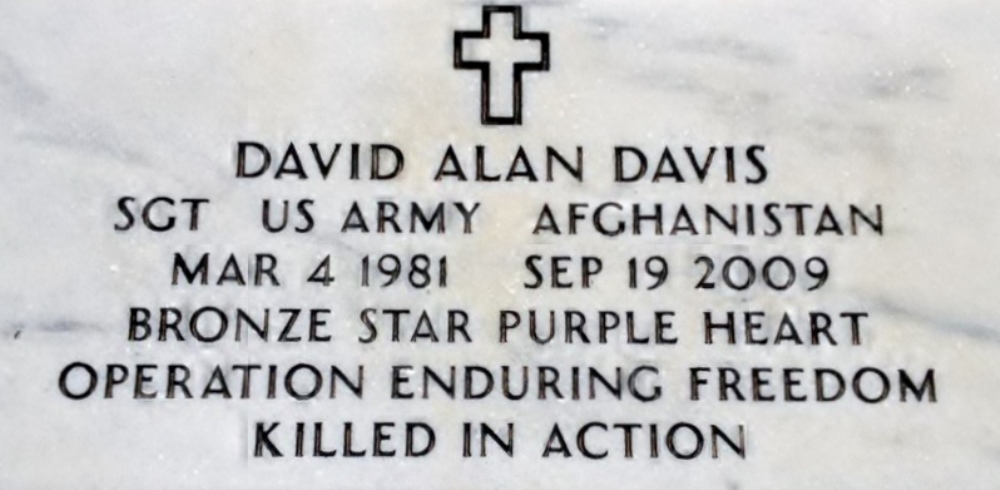 DAVID ALAN DAVIS
SGT US ARMY AFGHANISTAN
MAR 4 1981 SEP 19 2009
BRONZE STAR PURPLE HEART
OPERATION ENDURING FREEDOM
KILLED IN ACTION